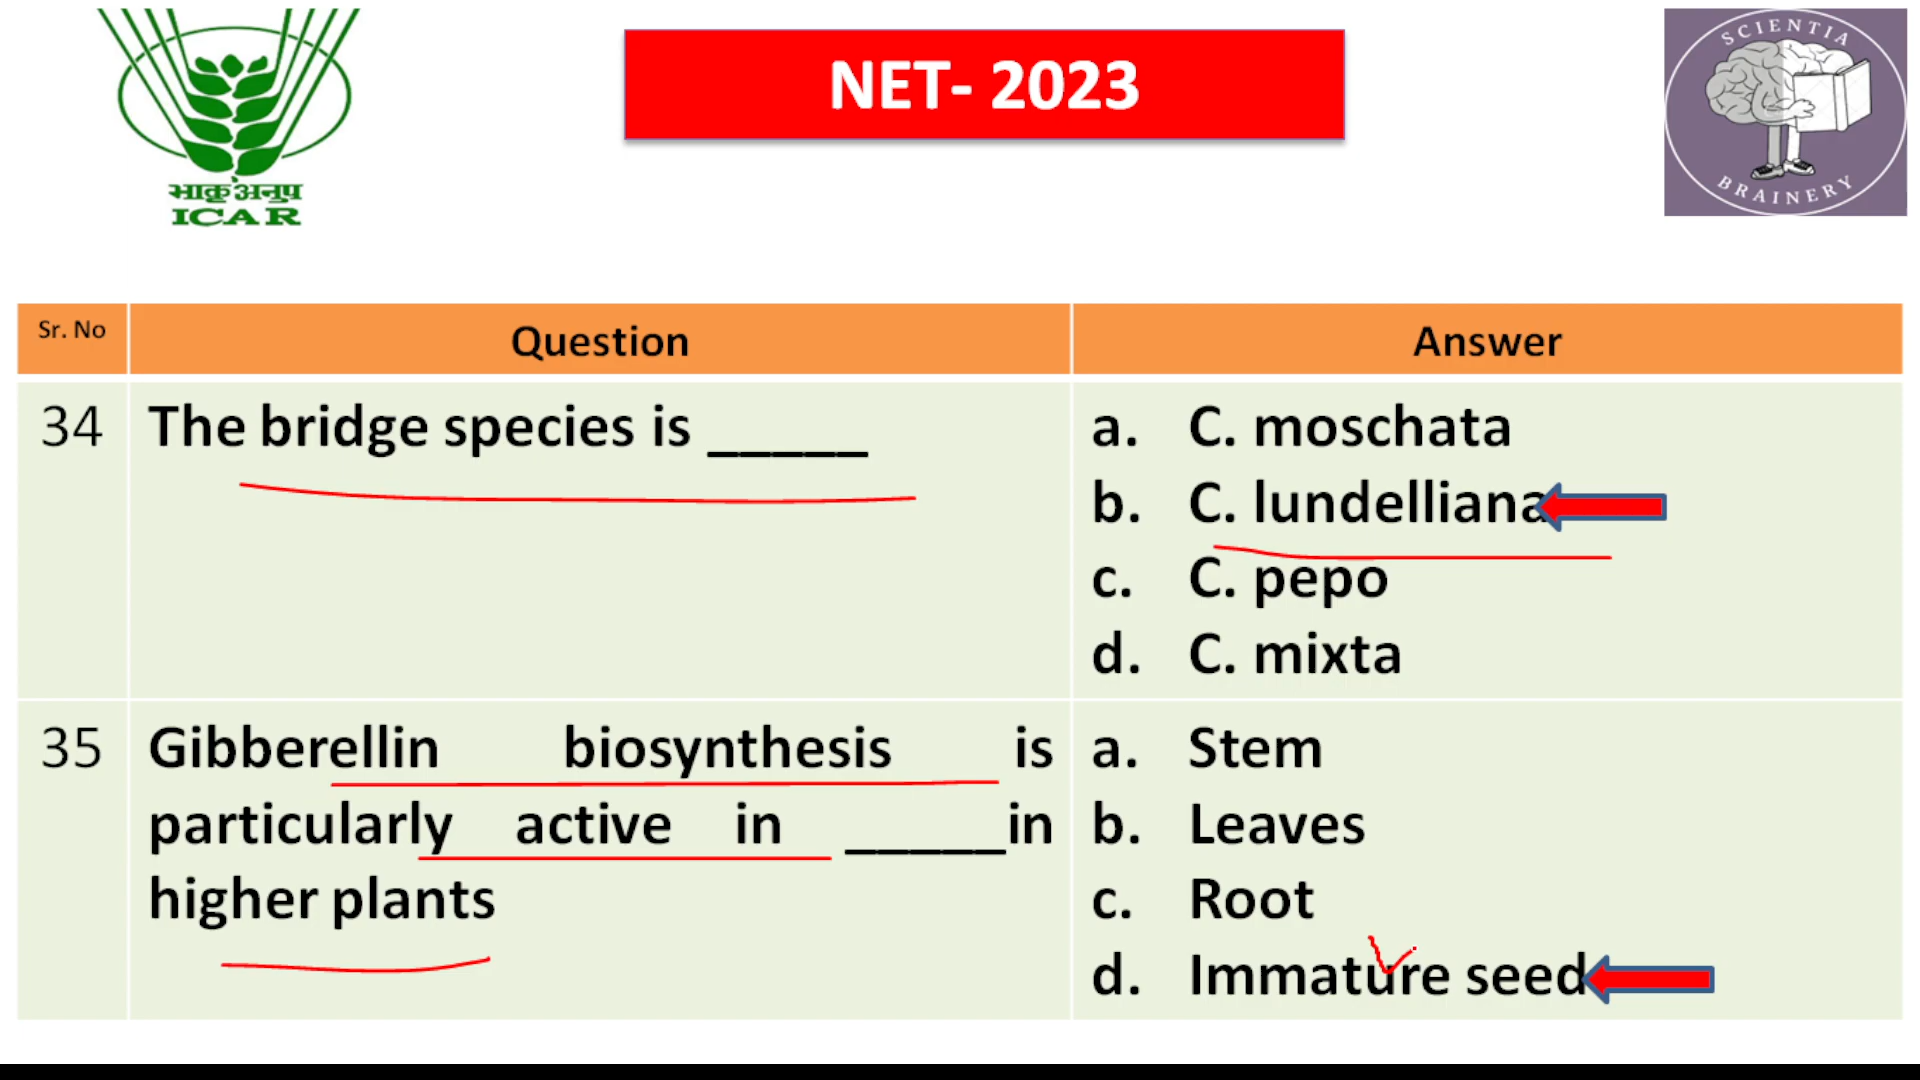 भाकृअनुप
ICAR
NET- 2023
SCIENTIA
BRAINERY
Sr. No Question Answer
34 The bridge species is _____
a. C. moschata
b. C. lundelliana
c. C. pepo
d. C. mixta
35 Gibberellin biosynthesis is
particularly active in _____in
higher plants
a. Stem
b. Leaves
c. Root
d. Immature seed